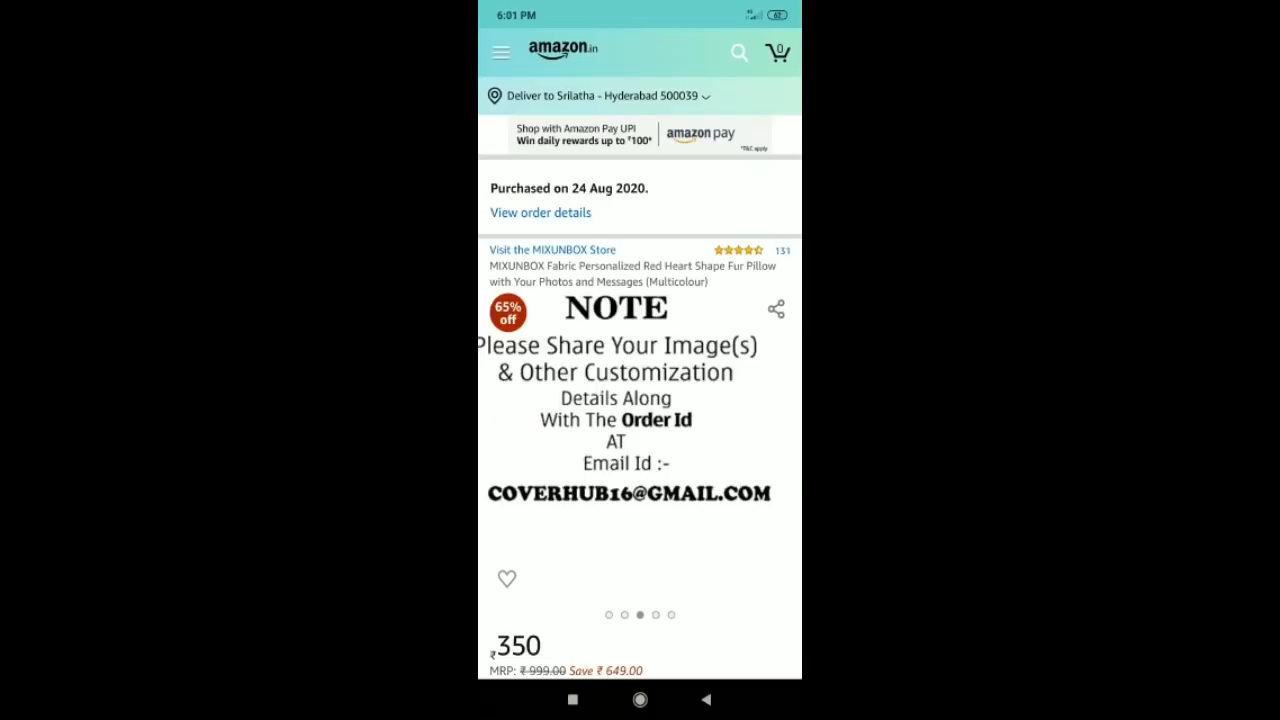 6:01 PM
4G
62
amazon.in
0
Deliver to Srilatha - Hyderabad 500039
Shop with Amazon Pay UPI
Win daily rewards up to ₹100*
amazon pay
*T&C apply
Purchased on 24 Aug 2020.
View order details
Visit the MIXUNBOX Store
131
MIXUNBOX Fabric Personalized Red Heart Shape Fur Pillow
with Your Photos and Messages (Multicolour)
65%
off
NOTE
Please Share Your Image(s)
& Other Customization
Details Along
With The Order Id
AT
Email Id :-
COVERHUB16@GMAIL.COM
₹350
MRP: ₹ 999.00 Save ₹ 649.00